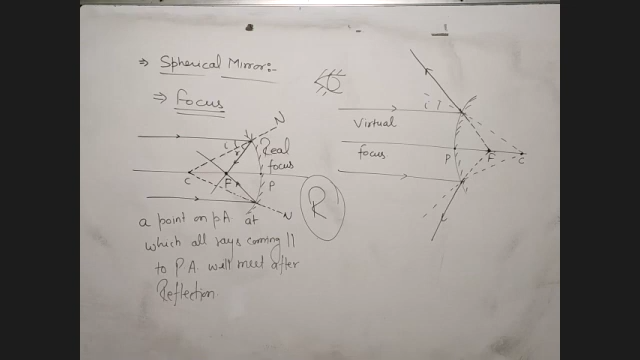 ⇒ Spherical Mirror:-
⇒ Focus
N
i
r
Real
focus
C
F
P
N
R
a point on pA at
which all rays coming ||
to P.A. will meet after
Reflection.
i
r
Virtual
focus
P
F
C